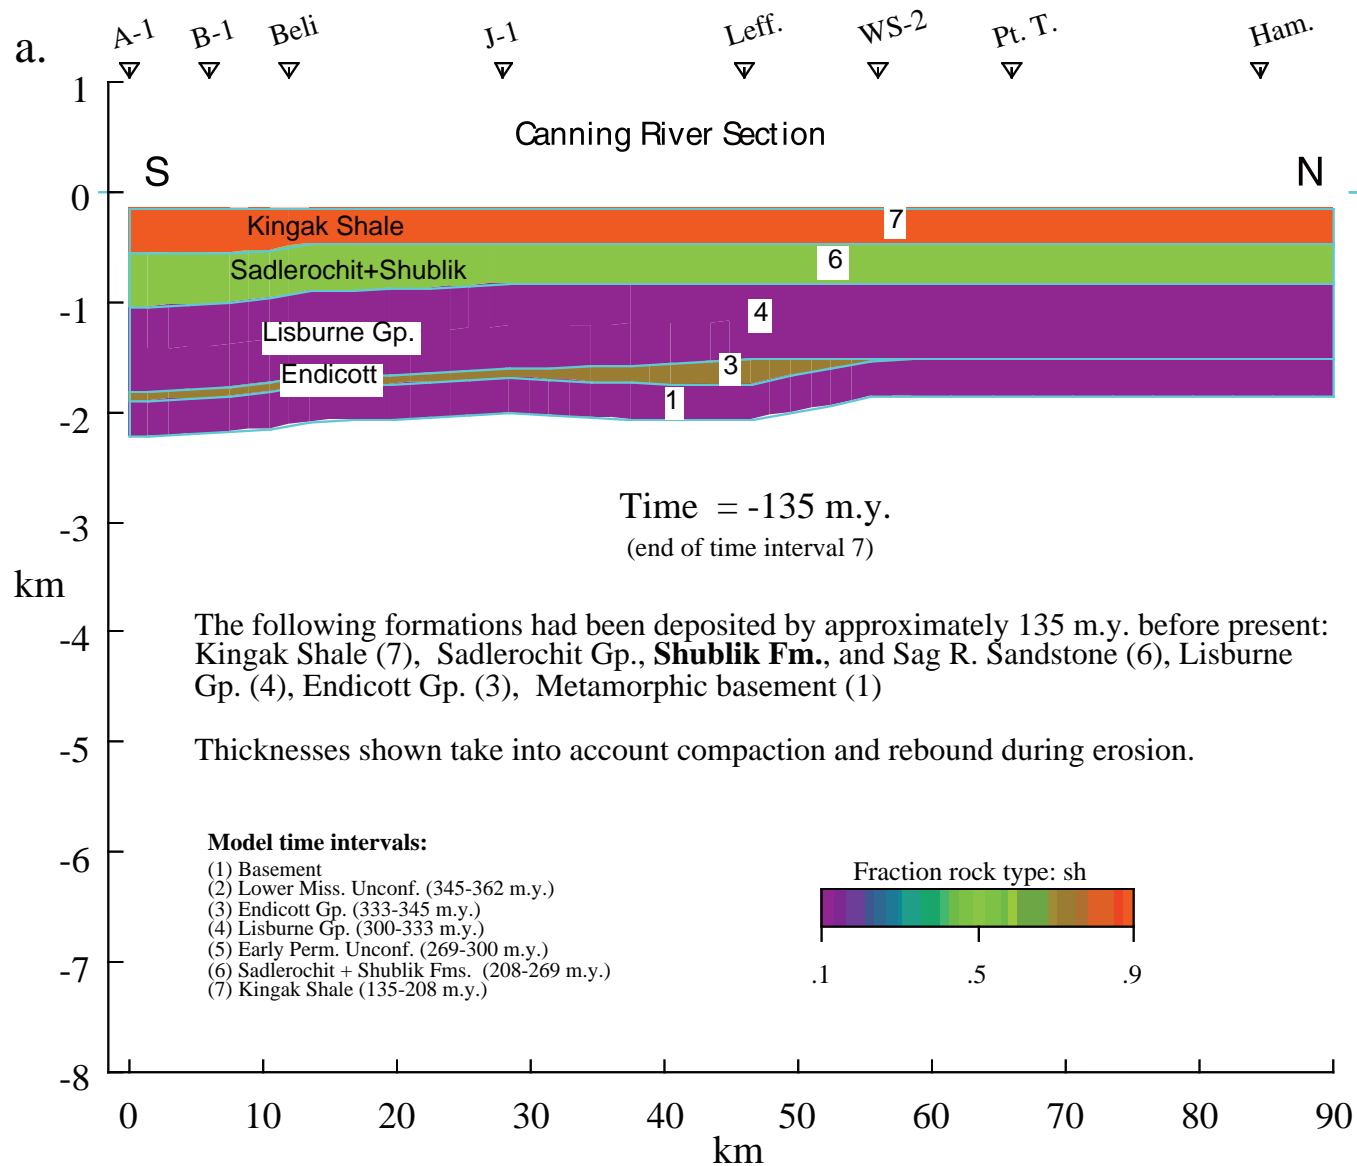 a.
A-1 B-1 Beli J-1 Leff. WS-2 Pt. T. Ham.
1
Canning River Section
S N
0
Kingak Shale 7
Sadlerochit+Shublik 6
-1
4
Lisburne Gp.
3
Endicott
1
-2
Time = -135 m.y.
-3
(end of time interval 7)
km
-4
The following formations had been deposited by approximately 135 m.y. before present:
Kingak Shale (7), Sadlerochit Gp., Shublik Fm., and Sag R. Sandstone (6), Lisburne
Gp. (4), Endicott Gp. (3), Metamorphic basement (1)
-5
Thicknesses shown take into account compaction and rebound during erosion.
Model time intervals:
-6
(1) Basement
(2) Lower Miss. Unconf. (345-362 m.y.)
(3) Endicott Gp. (333-345 m.y.)
(4) Lisburne Gp. (300-333 m.y.)
(5) Early Perm. Unconf. (269-300 m.y.)
(6) Sadlerochit + Shublik Fms. (208-269 m.y.)
(7) Kingak Shale (135-208 m.y.)
Fraction rock type: sh
.1 .5 .9
-7
-8
0 10 20 30 40 50 60 70 80 90
km